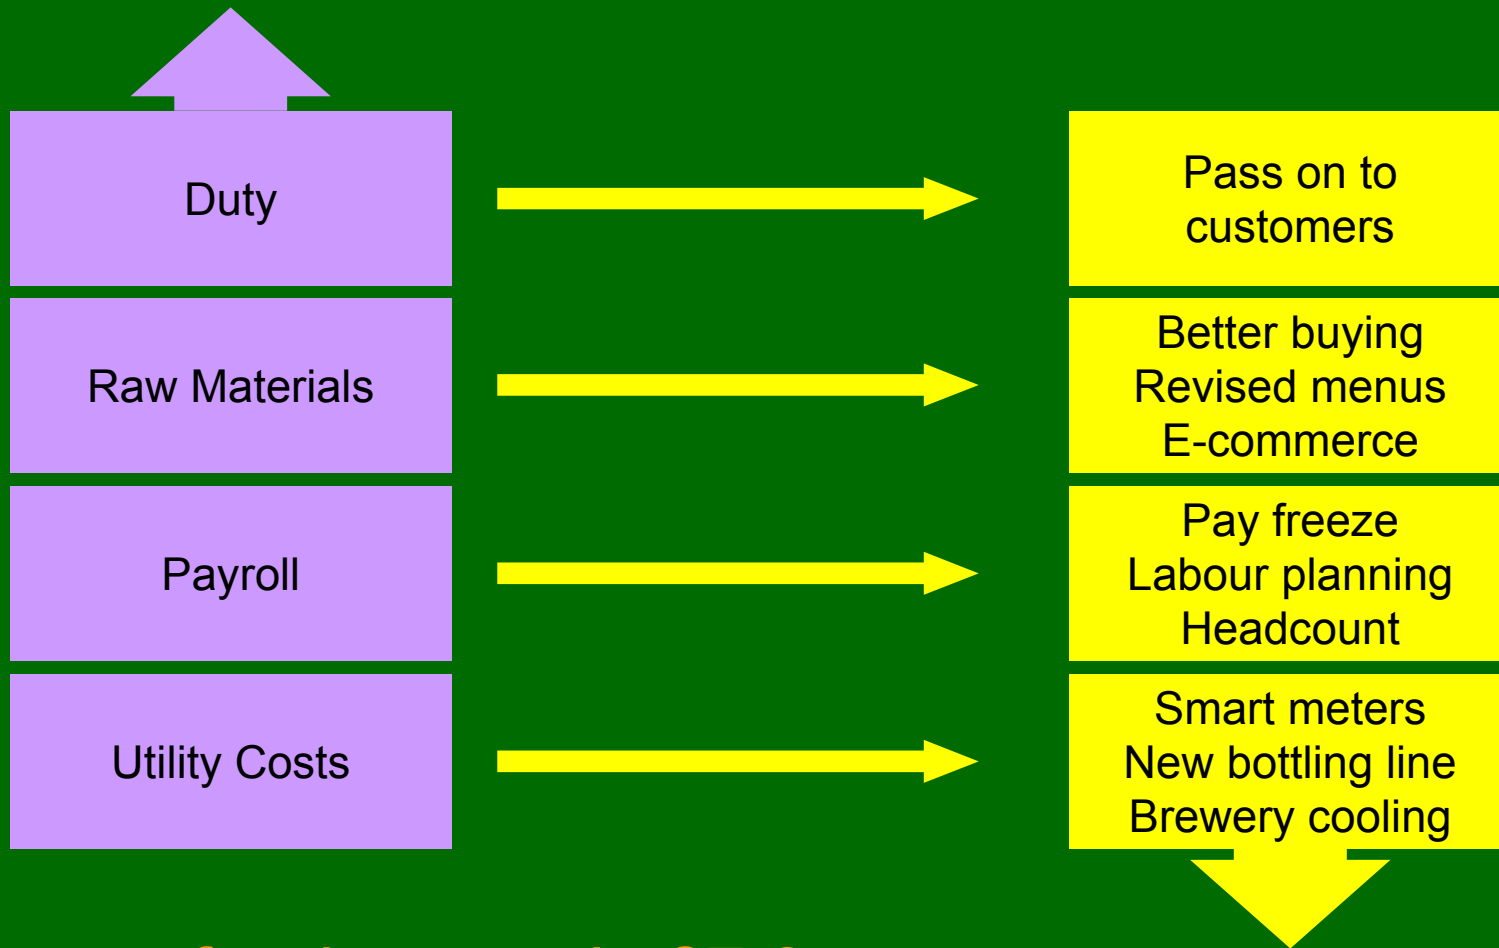 Duty
Pass on to
customers
Raw Materials
Better buying
Revised menus
E-commerce
Payroll
Pay freeze
Labour planning
Headcount
Utility Costs
Smart meters
New bottling line
Brewery cooling